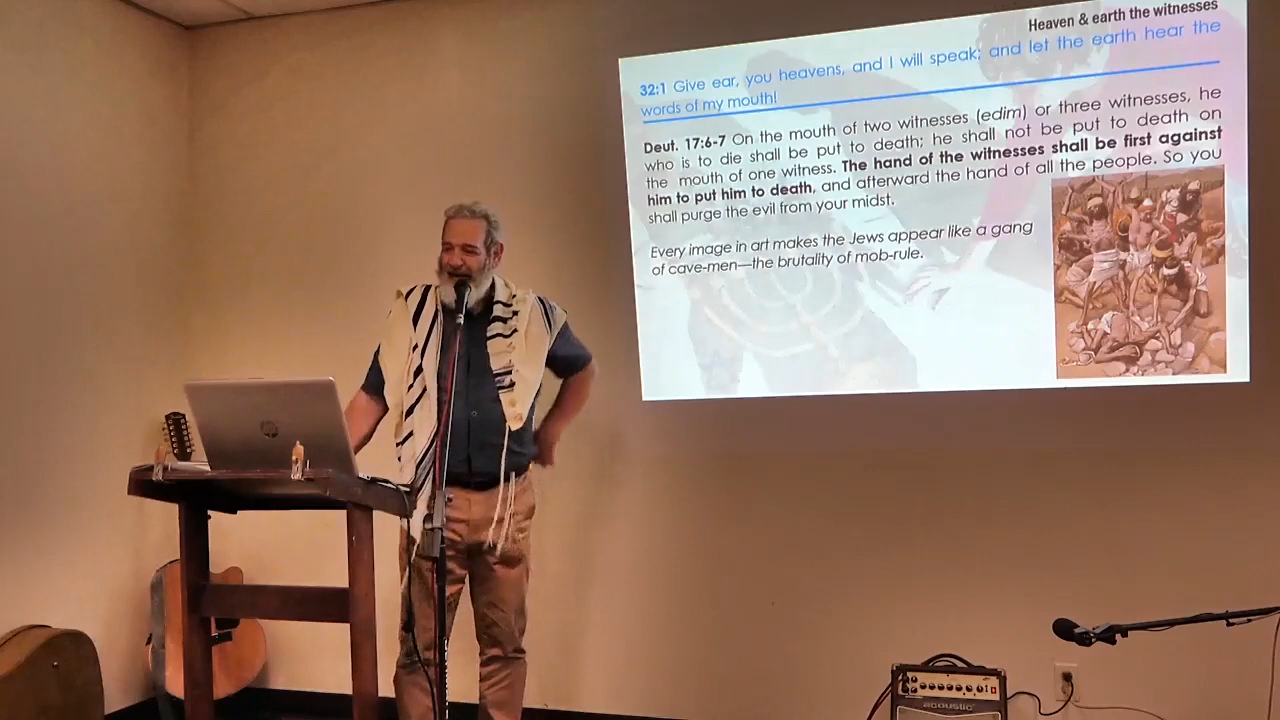 Heaven & earth the witnesses
32:1 Give ear, you heavens, and I will speak; and let the earth hear the
words of my mouth!
Deut. 17:6-7 On the mouth of two witnesses (edim) or three witnesses, he
who is to die shall be put to death; he shall not be put to death on
the mouth of one witness. The hand of the witnesses shall be first against
him to put him to death, and afterward the hand of all the people. So you
shall purge the evil from your midst.
Every image in art makes the Jews appear like a gang
of cave-men—the brutality of mob-rule.
hp
acoustic